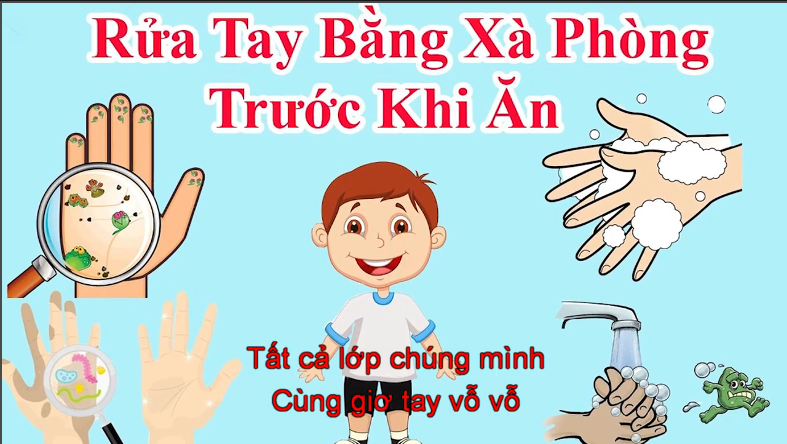 Rửa Tay Bằng Xà Phòng
Trước Khi Ăn
Tất cả lớp chúng mình
Cùng giơ tay vỗ vỗ